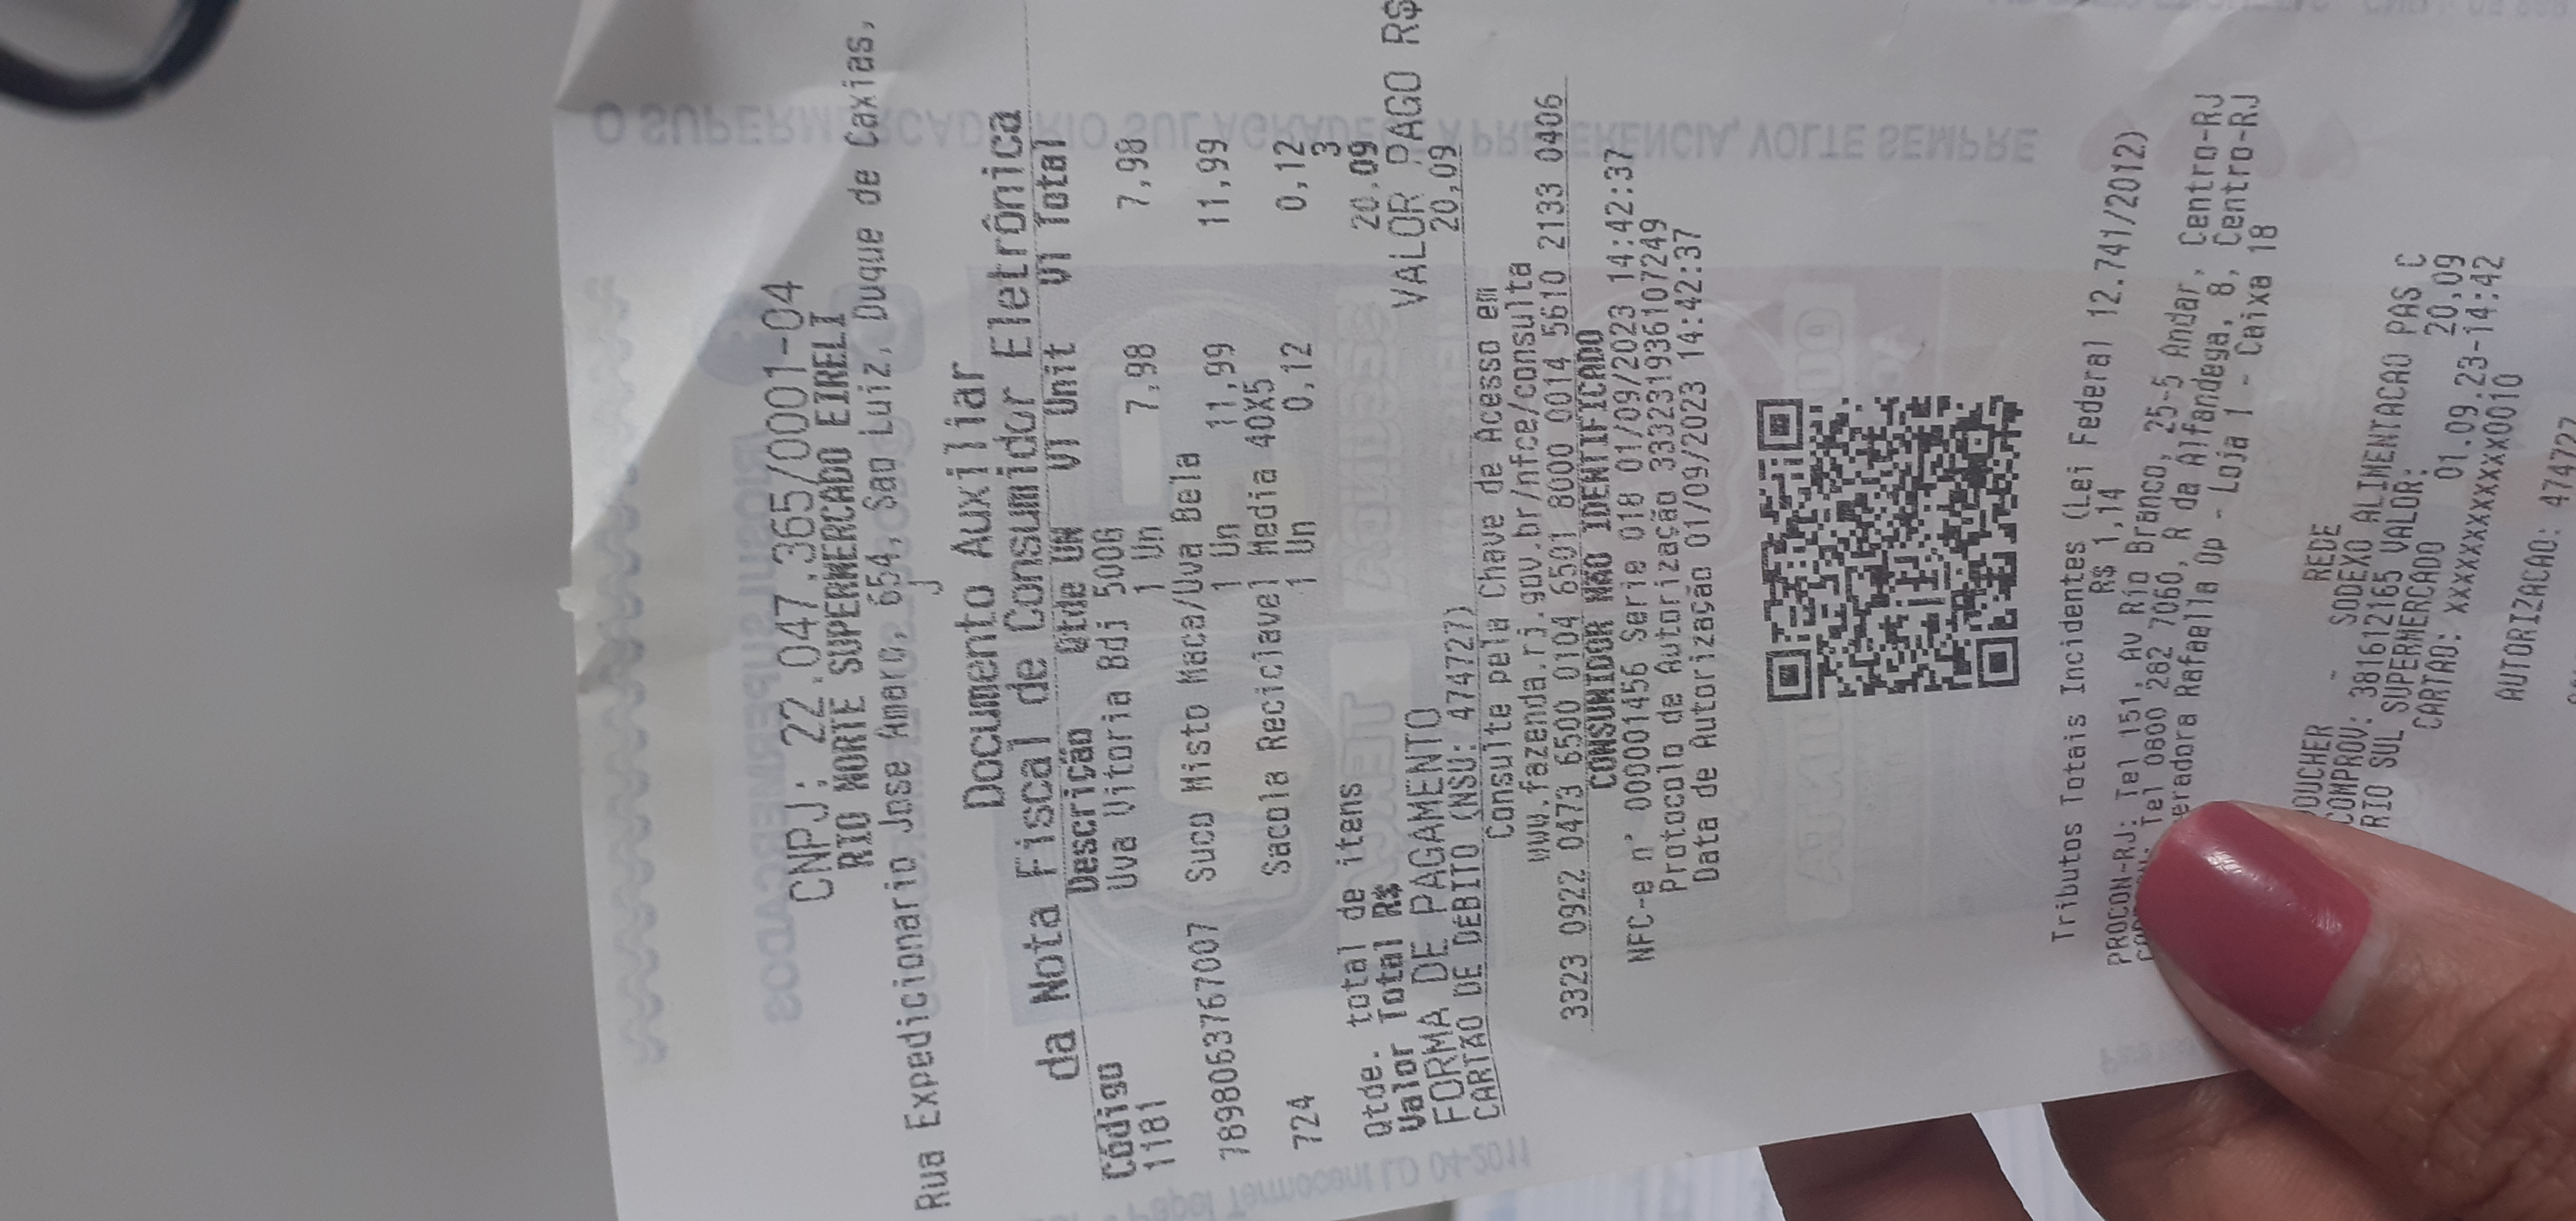 CNPJ: 22.047.365/0001-04
RIO NORTE SUPERMERCADO EIRELI
Rua Expedicionario Jose Amaro, 654, Sao Luiz, Duque de Caxias,
J
Documento Auxiliar
da Nota Fiscal de Consumidor Eletrônica
Código Descrição Qtde UN Vl Unit Vl Total
1181 Uva Vitoria Bdj 500G
1 Un 7,98 7,98
7898063767007 Suco Misto Maca/Uva Bela
1 Un 11,99 11,99
724 Sacola Reciclavel Media 40X5
1 Un 0,12 0,12
Qtde. total de itens 3
Valor Total R$ 20,09
FORMA DE PAGAMENTO VALOR PAGO R$
CARTÃO DE DÉBITO (NSU: 474727) 20,09
Consulte pela Chave de Acesso em
www.fazenda.rj.gov.br/nfce/consulta
3323 0922 0473 6500 0104 6501 8000 0014 5610 2133 0406
CONSUMIDOR NÃO IDENTIFICADO
NFC-e n° 000001456 Serie 018 01/09/2023 14:42:37
Protocolo de Autorização 333231936107249
Data de Autorização 01/09/2023 14:42:37
Tributos Totais Incidentes (Lei Federal 12.741/2012)
R$ 1,14
PROCON-RJ: Tel 151, Av Rio Branco, 25-5 Andar, Centro-RJ
Tel 0800 282 7060, R da Alfandega, 8, Centro-RJ
eradora Rafaella Op - Loja 1 - Caixa 18
REDE
VOUCHER - SODEXO ALIMENTACAO PAS C
COMPROV: 381612165 VALOR: 20,09
RIO SUL SUPERMERCADO 01.09.23-14:42
CARTAO: xxxxxxxxxxxx0010
AUTORIZACAO: 474727